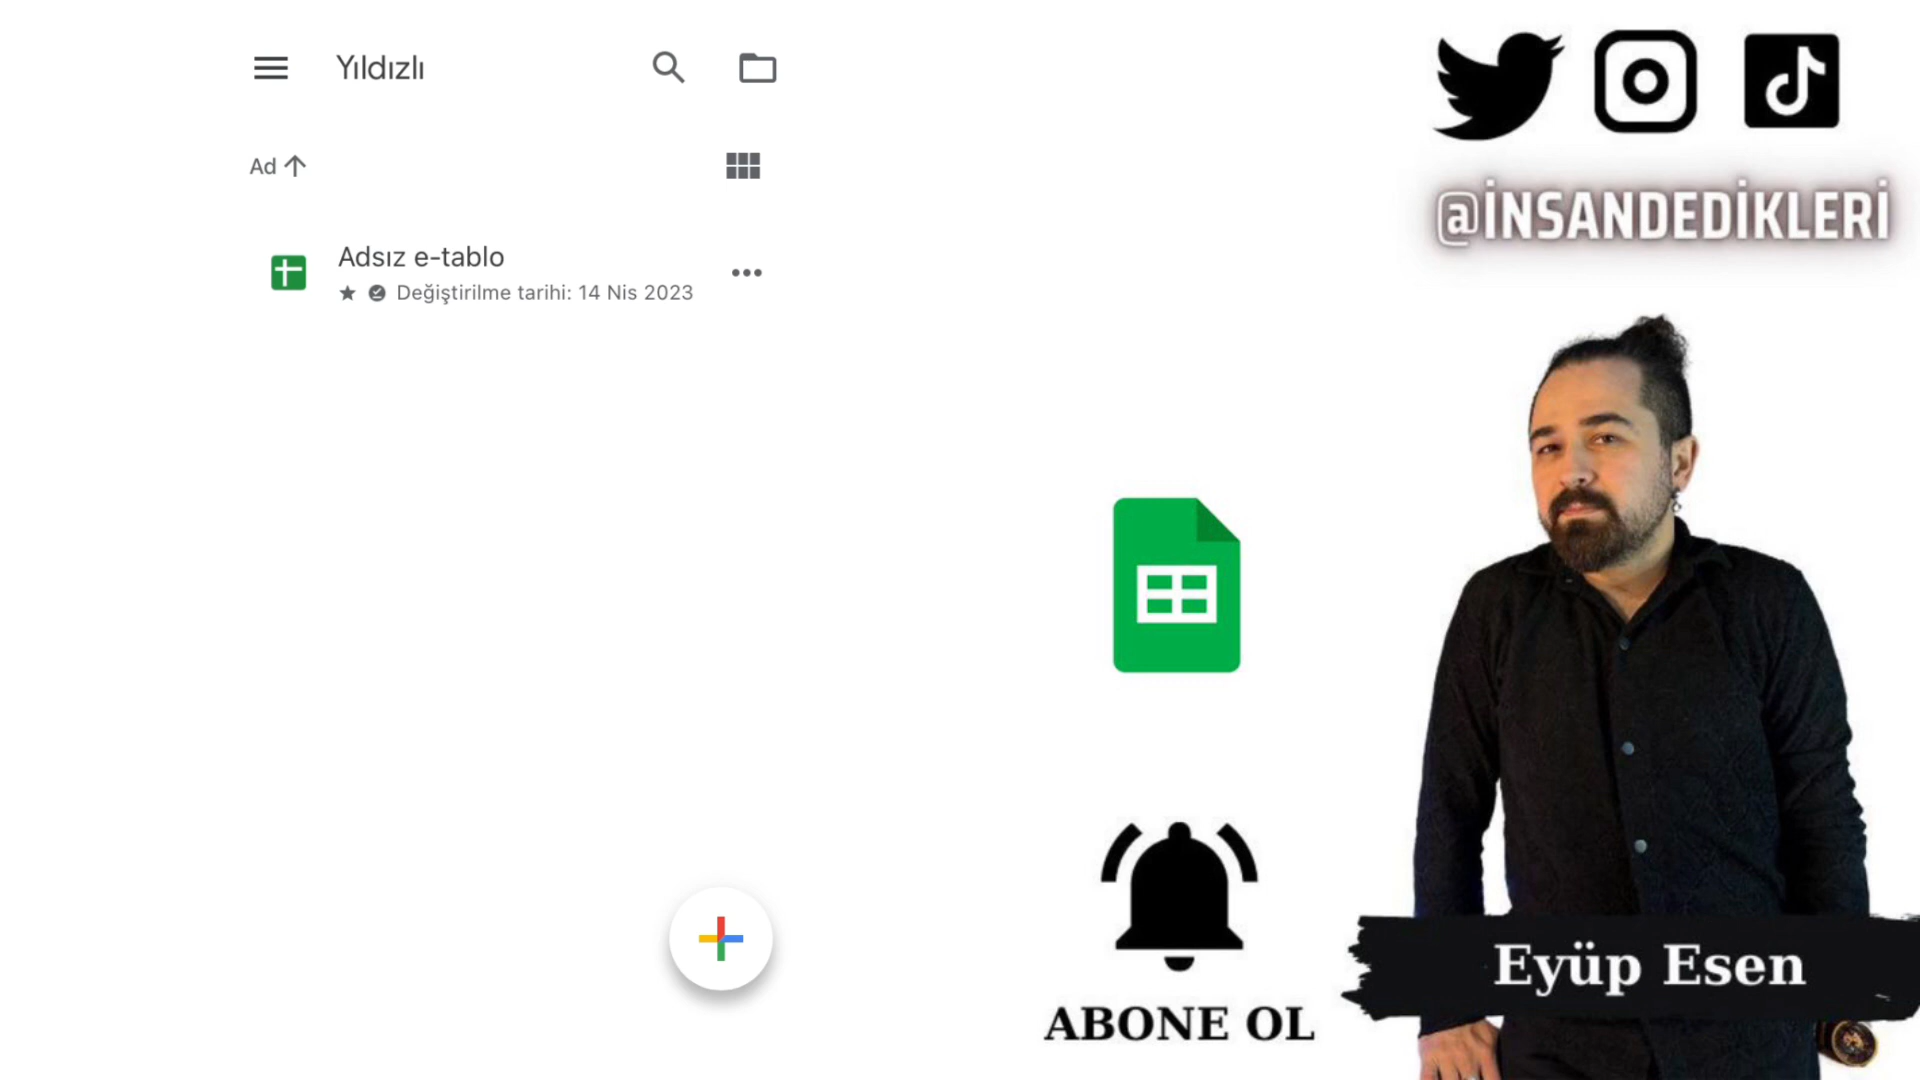 Yıldızlı
Ad
Adsız e-tablo
Değiştirilme tarihi: 14 Nis 2023
@İNSANDEDİKLERİ
ABONE OL
Eyüp Esen